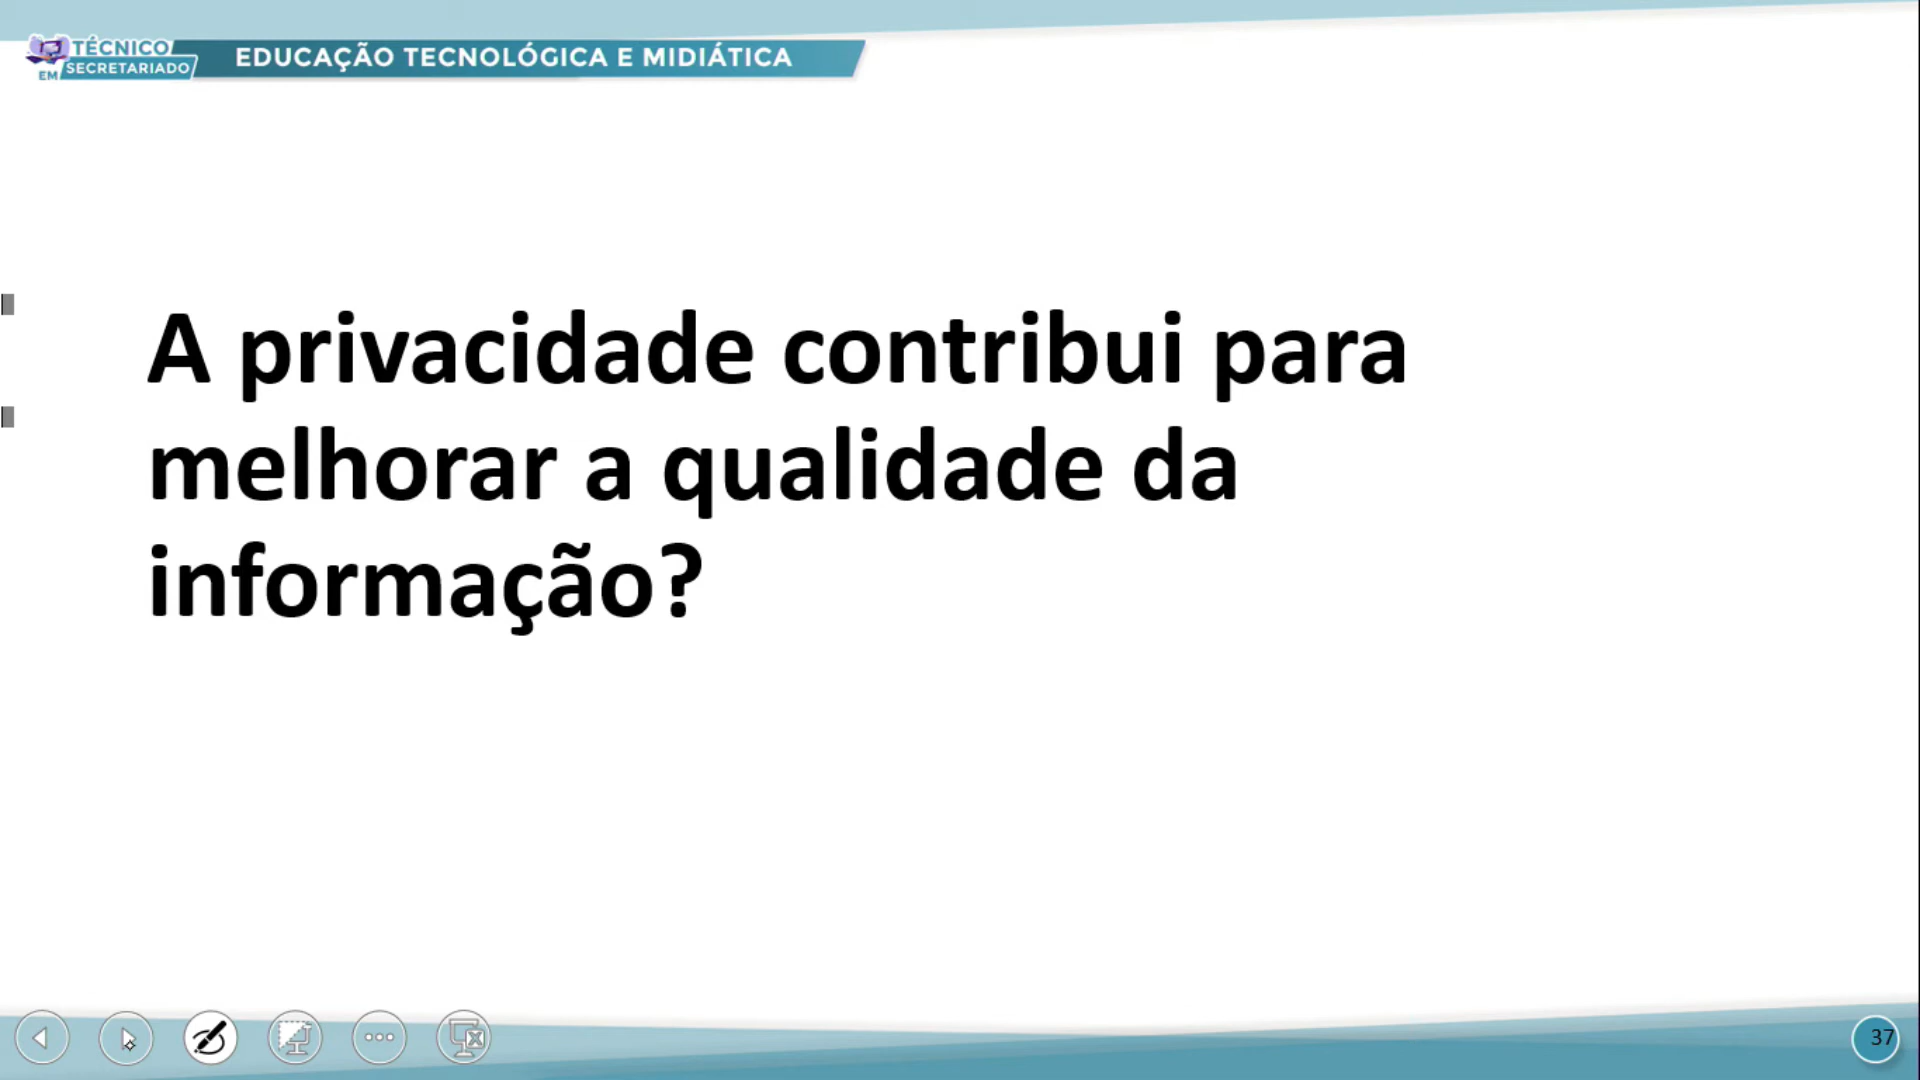 TÉCNICO
EM SECRETARIADO
EDUCAÇÃO TECNOLÓGICA E MIDIÁTICA
A privacidade contribui para
melhorar a qualidade da
informação?
37